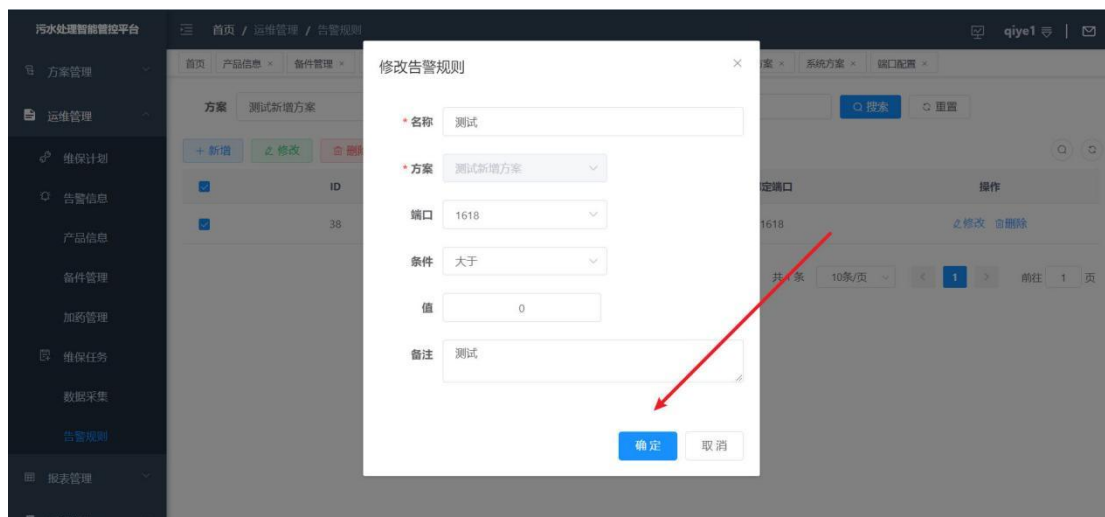 污水处理智能管控平台
首页 / 运维管理 / 告警规则
qiye1
方案管理
运维管理
维保计划
告警信息
产品信息
备件管理
加药管理
维保任务
数据采集
告警规则
报表管理
首页 产品信息 × 备件管理 × 方案 × 系统方案 × 端口配置 ×
方案 测试新增方案 搜索 重置
+ 新增 修改 删
ID 定端口 操作
38 1618 修改 删除
条 10条/页 < 1 > 前往 1 页
修改告警规则 ×
* 名称 测试
* 方案 测试新增方案
端口 1618
条件 大于
值 0
备注 测试
确定 取消